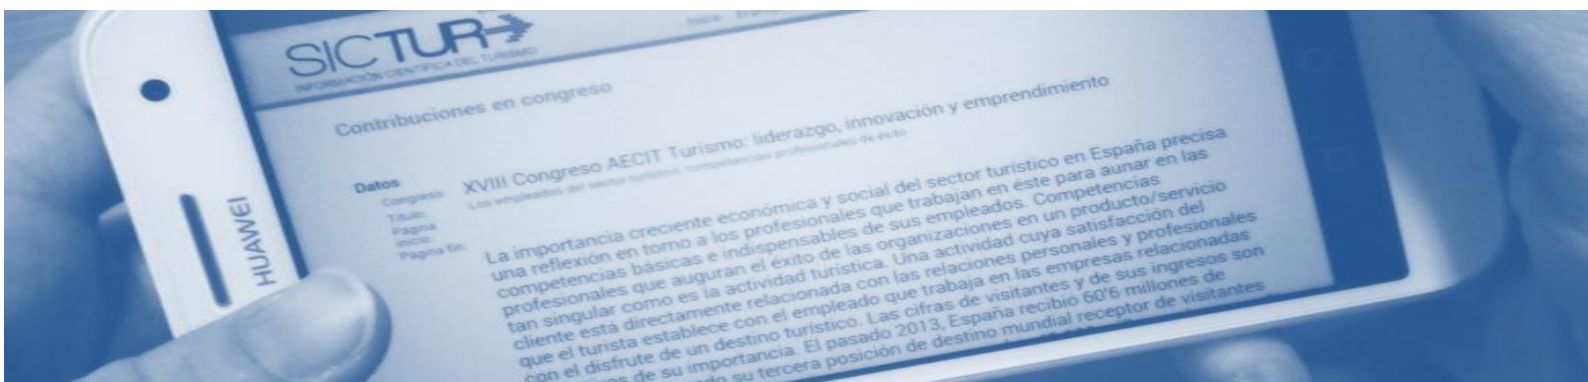 SICTUR
INFORMACIÓN CIENTÍFICA DEL TURISMO
Contribuciones en congreso
Datos
Congreso: XVIII Congreso AECIT Turismo: liderazgo, innovación y emprendimiento
Título: Los empleados del sector turístico: competencias profesionales de éxito
Página
inicio:
Página fin:
La importancia creciente económica y social del sector turístico en España precisa
una reflexión en torno a los profesionales que trabajan en éste para aunar en las
competencias básicas e indispensables de sus empleados. Competencias
profesionales que auguran el éxito de las organizaciones en un producto/servicio
tan singular como es la actividad turística. Una actividad cuya satisfacción del
cliente está directamente relacionada con las relaciones personales y profesionales
que el turista establece con el empleado que trabaja en las empresas relacionadas
con el disfrute de un destino turístico. Las cifras de visitantes y de sus ingresos son
de su importancia. El pasado 2013, España recibió 60'6 millones de
su tercera posición de destino mundial receptor de visitantes
HUAWEI